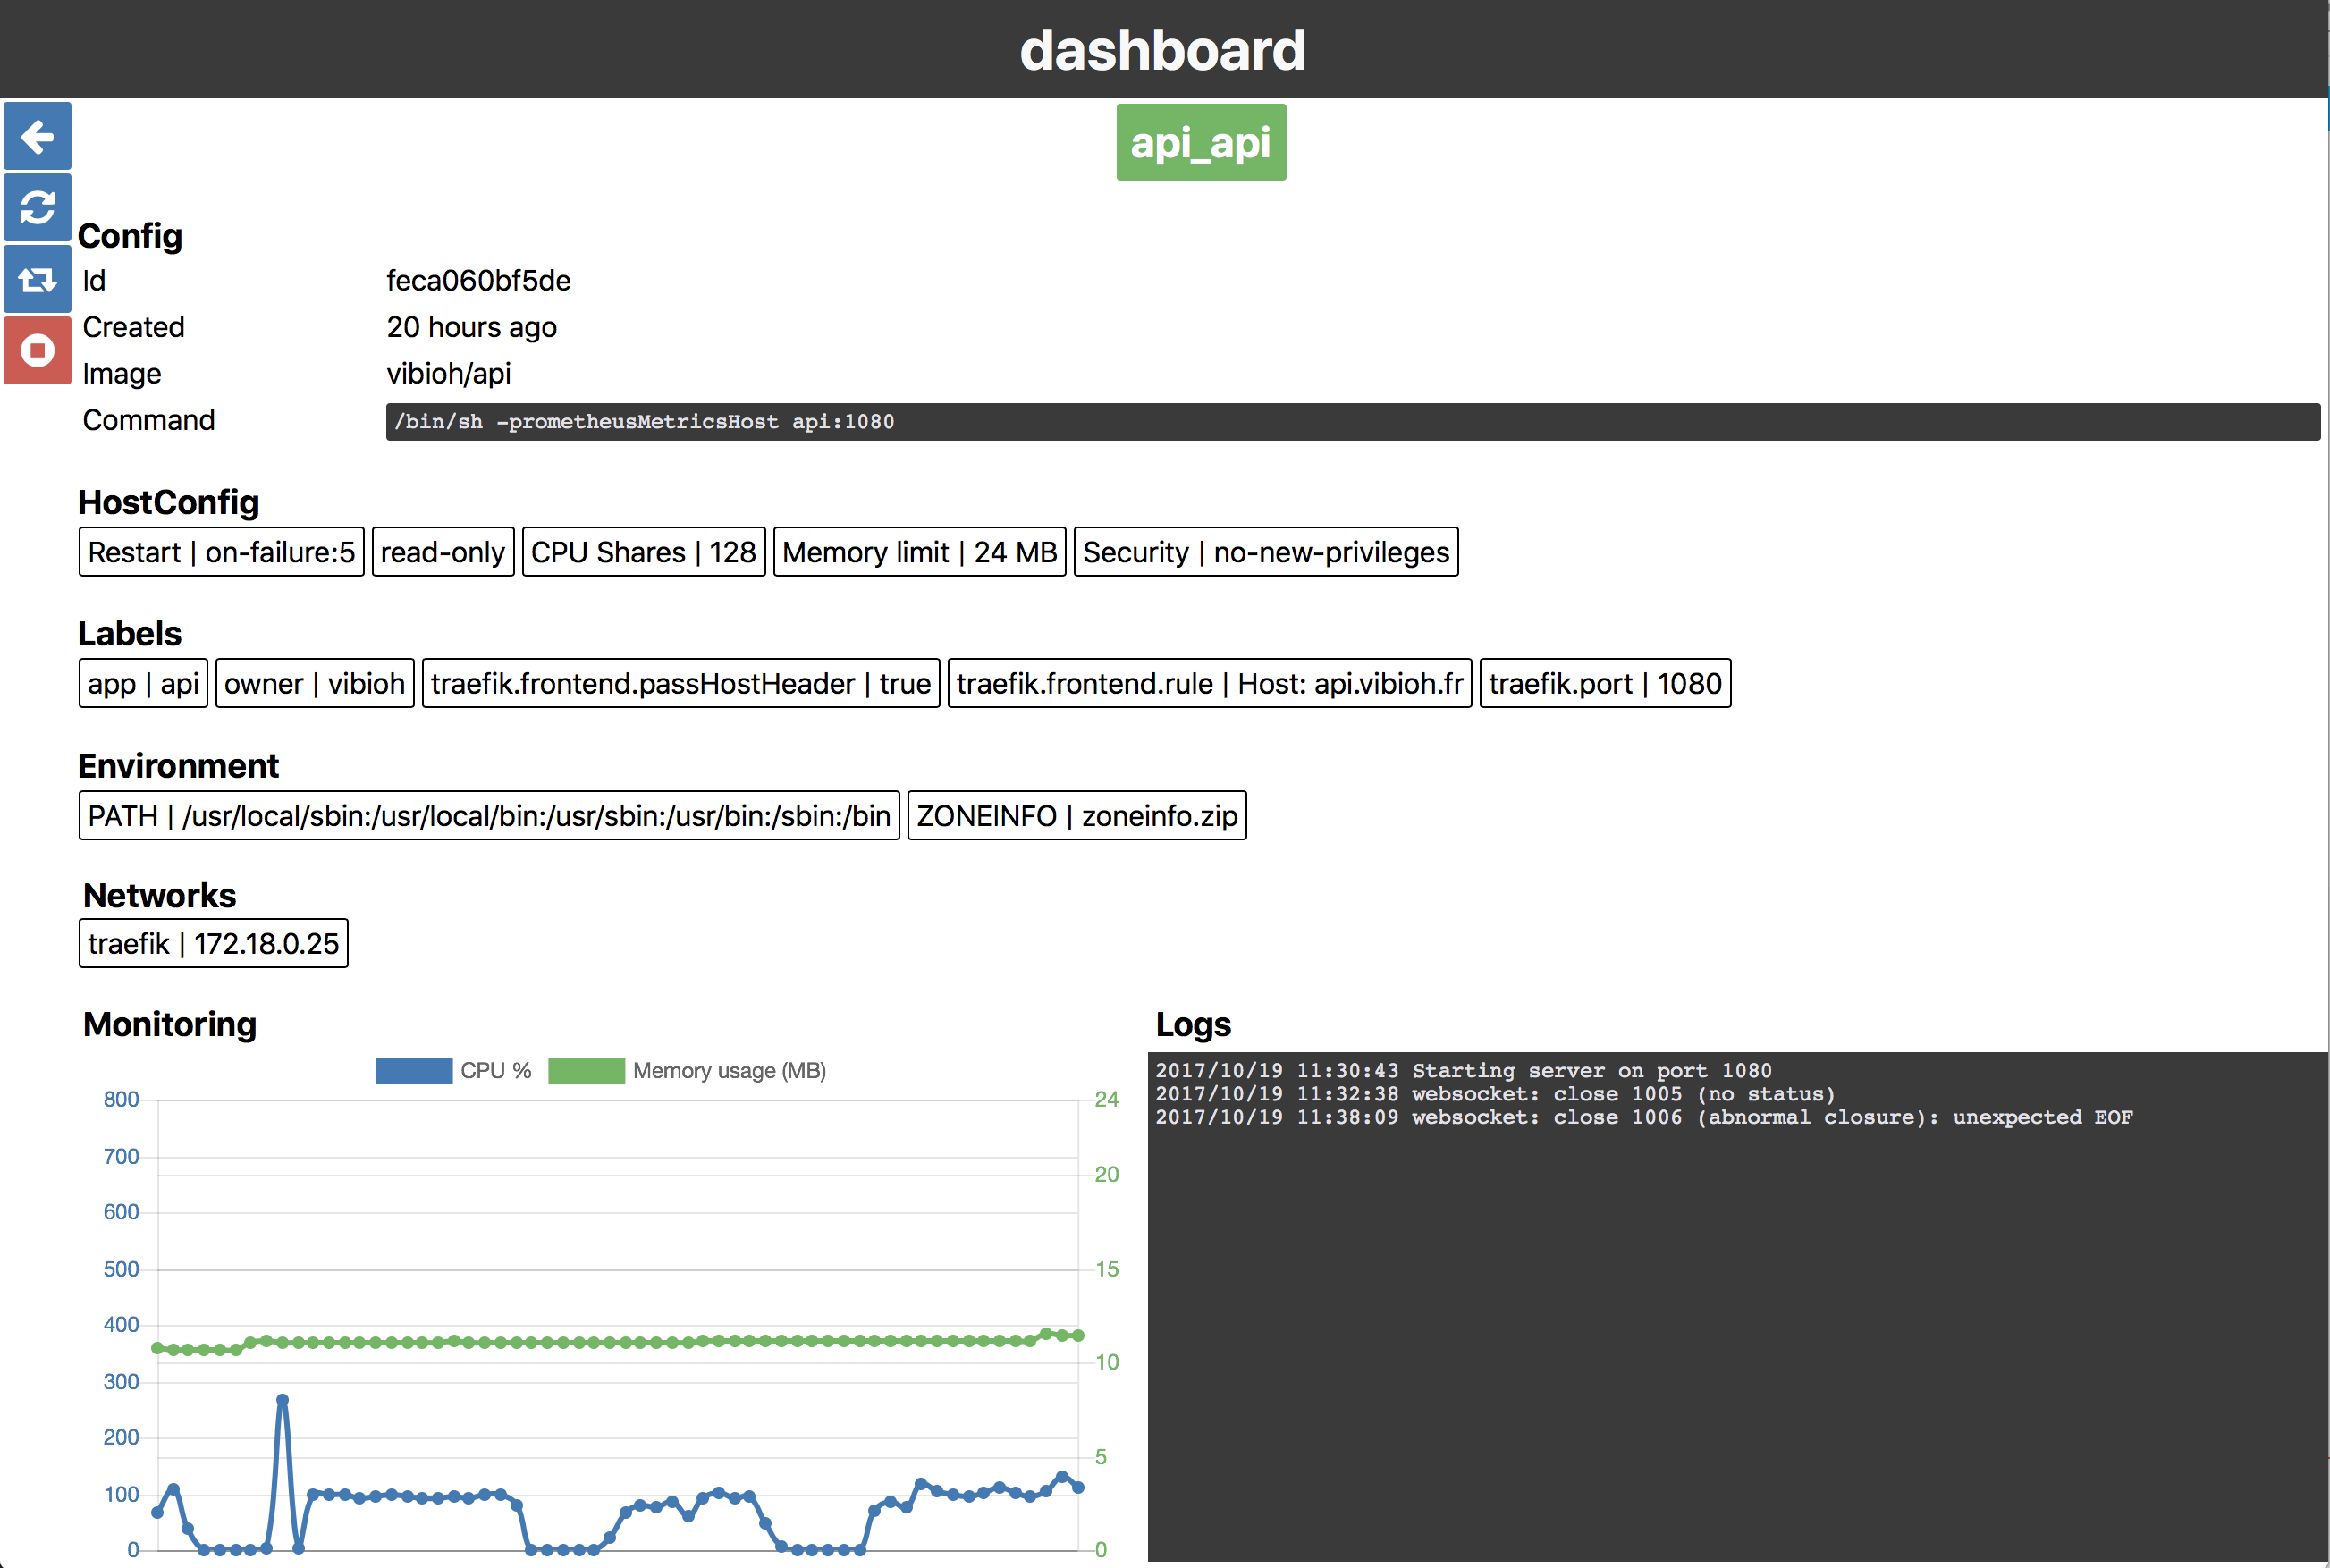 dashboard
api_api
Config
Id feca060bf5de
Created 20 hours ago
Image vibioh/api
Command /bin/sh -prometheusMetricsHost api:1080
HostConfig
Restart | on-failure:5 read-only CPU Shares | 128 Memory limit | 24 MB Security | no-new-privileges
Labels
app | api owner | vibioh traefik.frontend.passHostHeader | true traefik.frontend.rule | Host: api.vibioh.fr traefik.port | 1080
Environment
PATH | /usr/local/sbin:/usr/local/bin:/usr/sbin:/usr/bin:/sbin:/bin ZONEINFO | zoneinfo.zip
Networks
traefik | 172.18.0.25
Monitoring
CPU % Memory usage (MB)
800
700
600
500
400
300
200
100
0
24
20
15
10
5
0
Logs
2017/10/19 11:30:43 Starting server on port 1080
2017/10/19 11:32:38 websocket: close 1005 (no status)
2017/10/19 11:38:09 websocket: close 1006 (abnormal closure): unexpected EOF